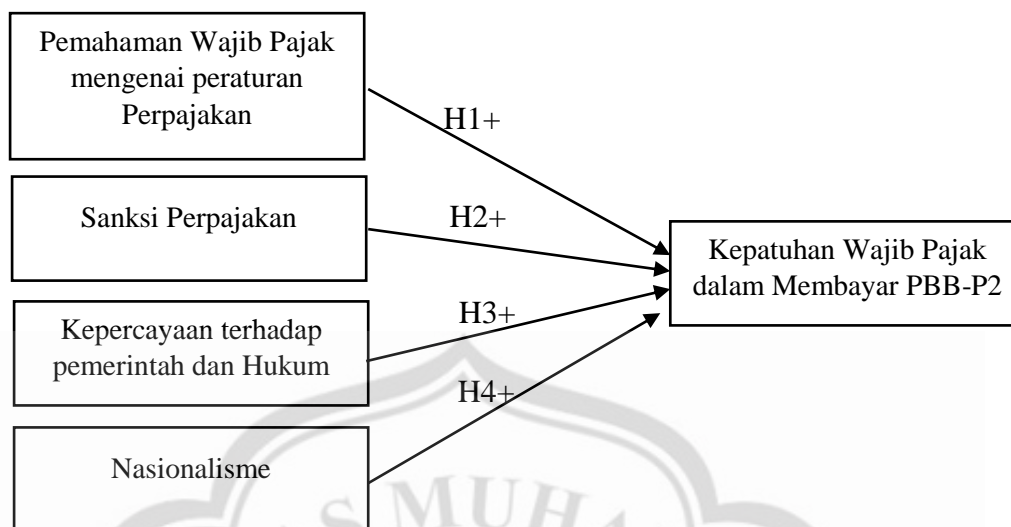 Pemahaman Wajib Pajak
mengenai peraturan
Perpajakan
H1+
Sanksi Perpajakan
H2+
Kepatuhan Wajib Pajak
dalam Membayar PBB-P2
Kepercayaan terhadap
pemerintah dan Hukum
H3+
H4+
Nasionalisme
S MUHA